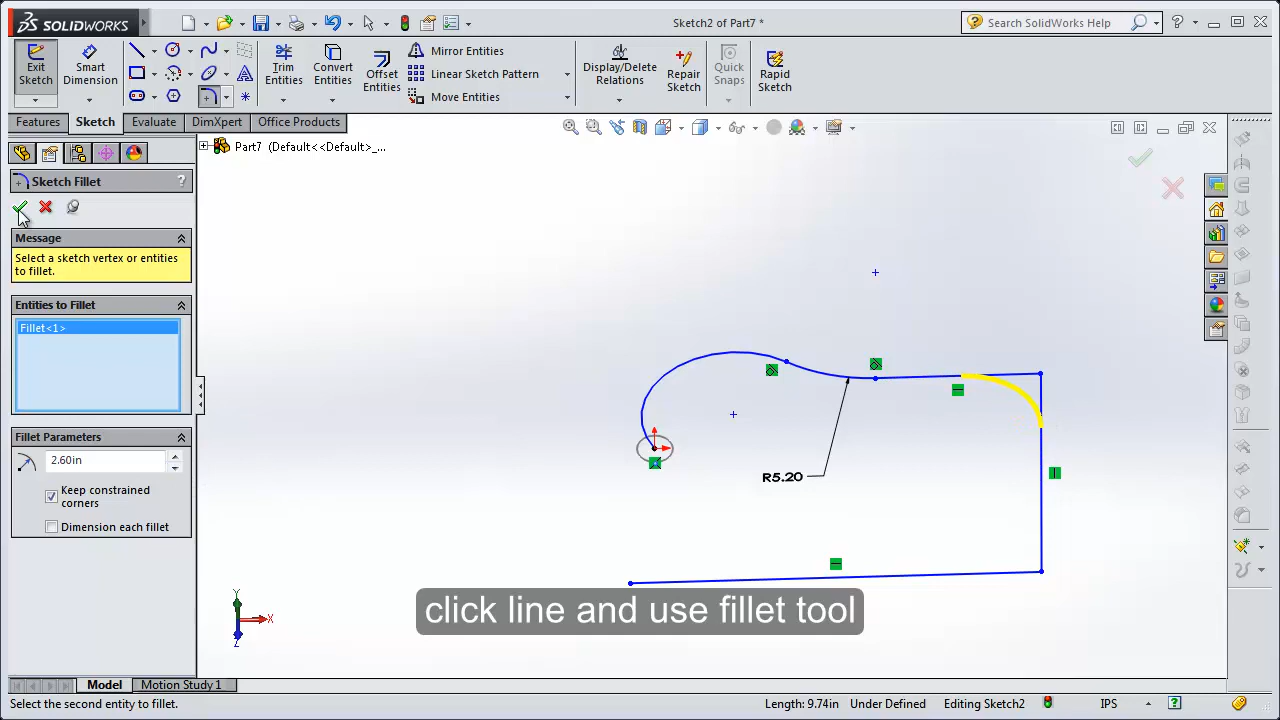 SOLIDWORKS
Sketch2 of Part7 *
Search SolidWorks Help
Exit Sketch
Smart Dimension
Trim Entities
Convert Entities
Offset Entities
Mirror Entities
Linear Sketch Pattern
Move Entities
Display/Delete Relations
Repair Sketch
Quick Snaps
Rapid Sketch
Features
Sketch
Evaluate
DimXpert
Office Products
Part7 (Default<<Default>_...
Sketch Fillet
?
Message
Select a sketch vertex or entities
to fillet.
Entities to Fillet
Fillet<1>
Fillet Parameters
2.60in
Keep constrained
corners
Dimension each fillet
R5.20
Y
X
Z
click line and use fillet tool
Model
Motion Study 1
Select the second entity to fillet.
Length: 9.74in
Under Defined
Editing Sketch2
IPS